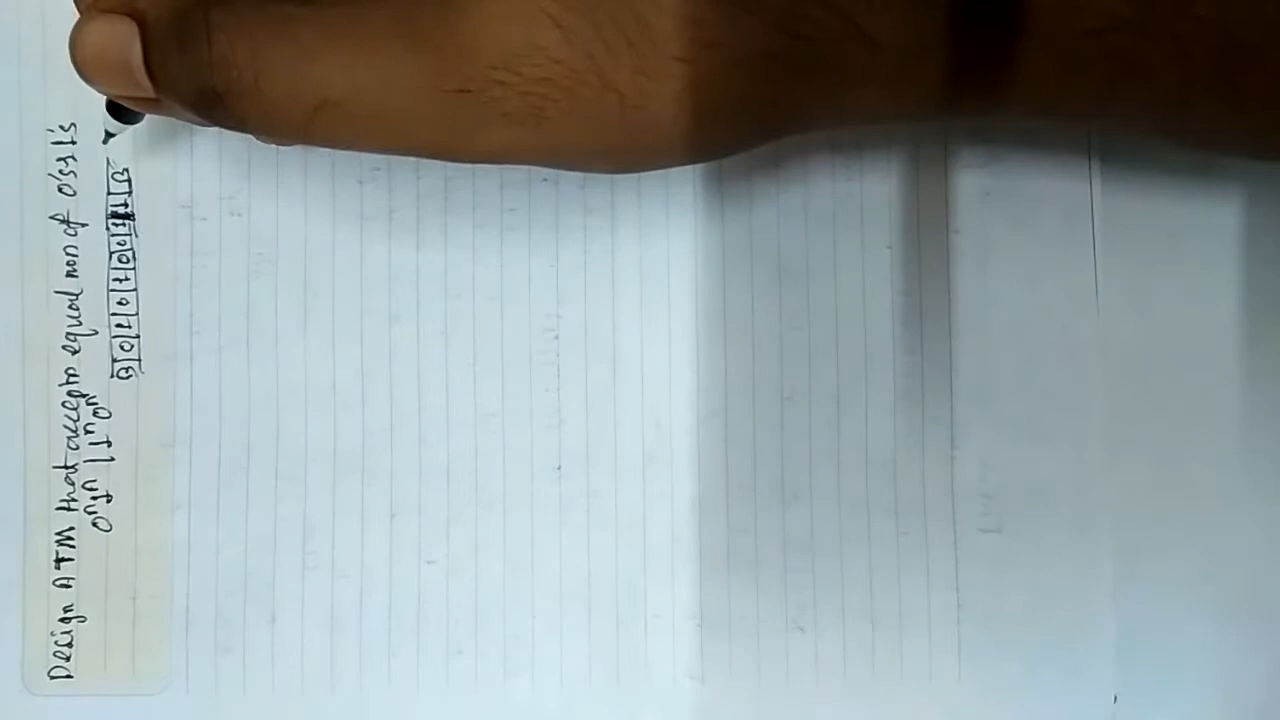 Design A TM that accepts equal no of 0's & 1's
0ⁿ1ⁿ | 1ⁿ0ⁿ
B 0 1 0 1 0 0 1 1 B